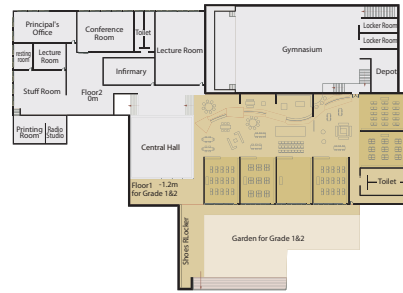 Principal's
Office
Conference
Room
Toilet
Lecture Room
Gymnasium
Locker Room
Locker Room
resting
room
Lecture
Room
Infirmary
Depot
Stuff Room
Floor2
0m
Printing
Room
Radio
Studio
Central Hall
Floor1 -1.2m
for Grade 1&2
Toilet
Shoes RLocker
Garden for Grade 1&2